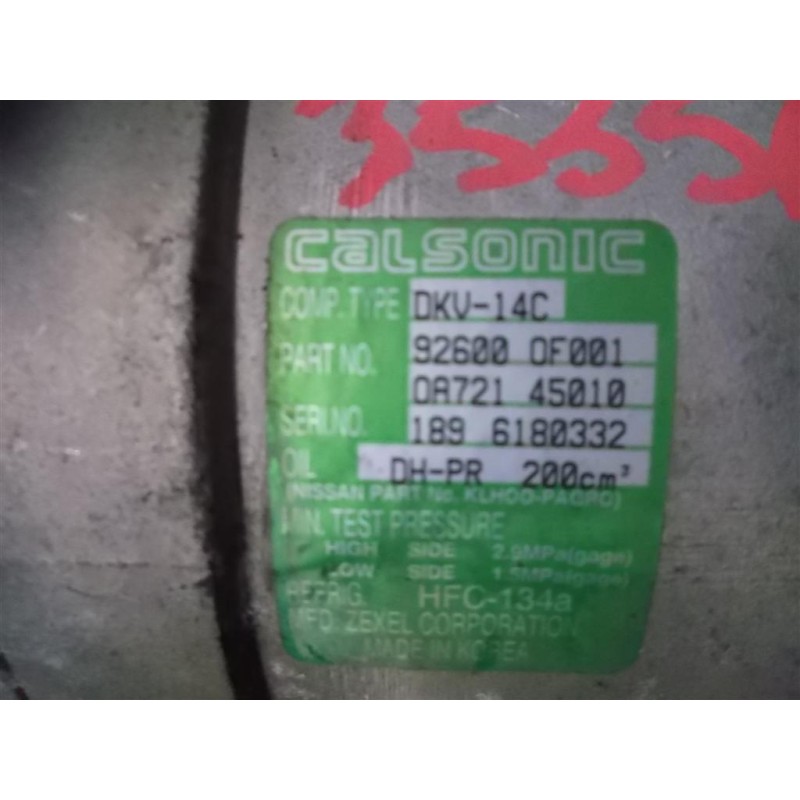 3555
CALSONIC
COMP. TYPE DKV-14C
PART NO. 92600 0F001
0A721 45010
SERI.NO. 189 6180332
OIL DH-PR 200cm³
(NISSAN PART No. KLH00-PAGR0)
MIN. TEST PRESSURE
HIGH SIDE 2.9MPa(gage)
LOW SIDE (gage)
REFRIG. HFC-134a
MFD. ZEXEL CORPORATION
MADE IN KOREA